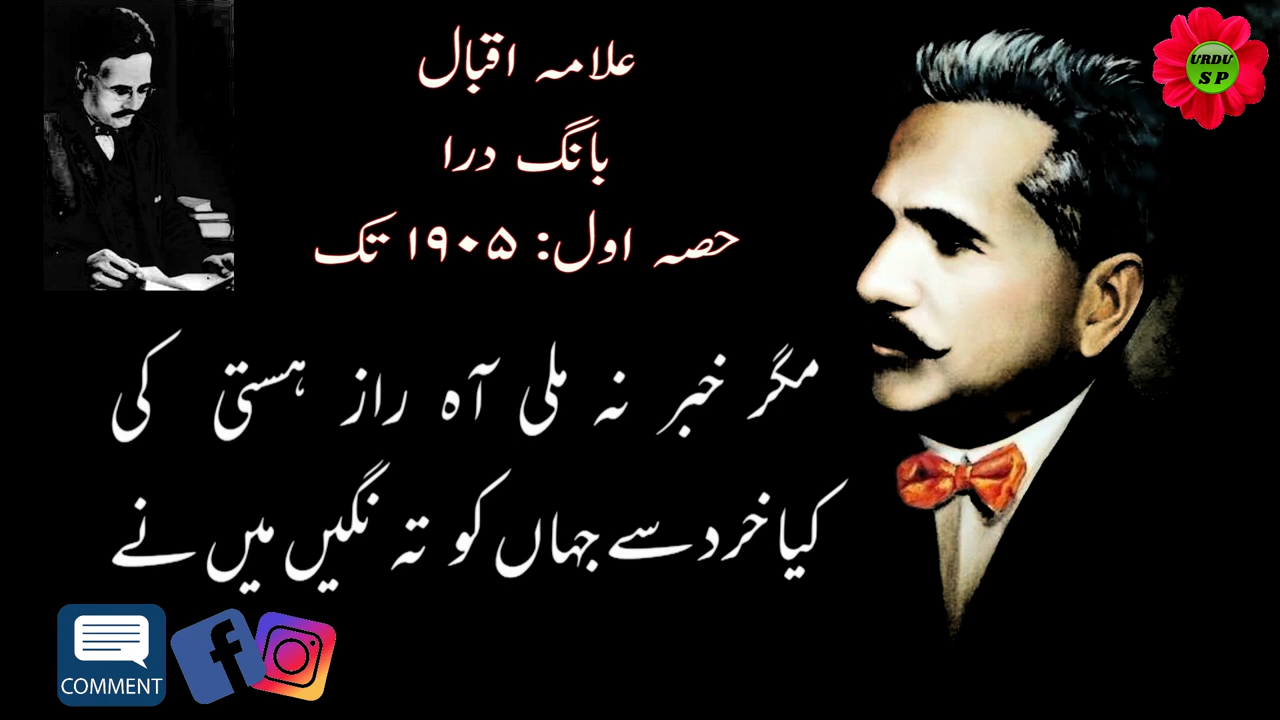 علامہ اقبال
بانگ درا
حصہ اول: ۱۹۰۵ تک
مگر خبر نہ ملی آہ راز ہستی کی
کیا خرد سے جہاں کو تہ نگیں میں نے
URDU
S P
COMMENT